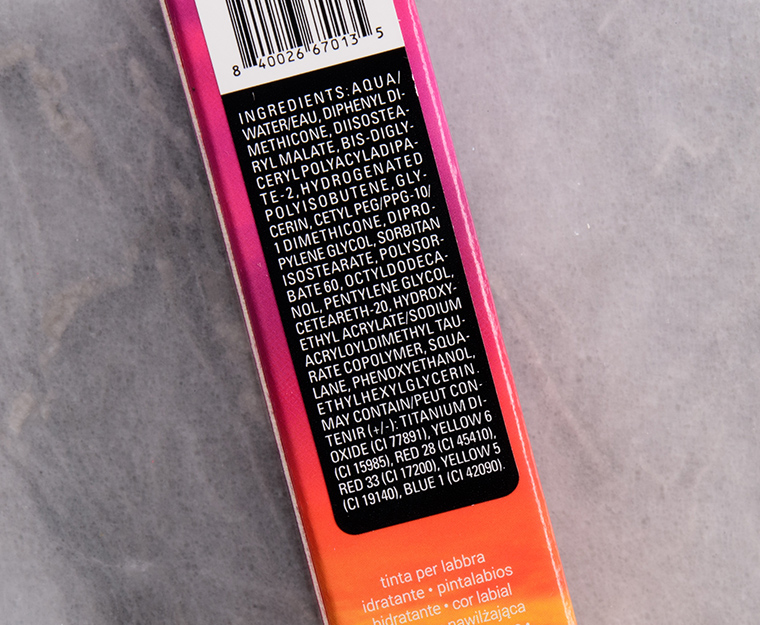 8 40026 67013 5
INGREDIENTS: AQUA/
WATER/EAU, DIPHENYL DI-
METHICONE, DIISOSTEA-
RYL MALATE, BIS-DIGLY-
CERYL POLYACYLADIPA-
TE-2, HYDROGENATED
POLYISOBUTENE, GLY-
CERIN, CETYL PEG/PPG-10/
1 DIMETHICONE, DIPRO-
PYLENE GLYCOL, SORBITAN
ISOSTEARATE, POLYSOR-
BATE 60, OCTYLDODECA-
NOL, PENTYLENE GLYCOL,
CETEARETH-20, HYDROXY-
ETHYL ACRYLATE/SODIUM
ACRYLOYLDIMETHYL TAU-
RATE COPOLYMER, SQUA-
LANE, PHENOXYETHANOL,
ETHYLHEXYLGLYCERIN.
MAY CONTAIN/PEUT CON-
TENIR (+/-): TITANIUM DI-
OXIDE (CI 77891), YELLOW 6
(CI 15985), RED 28 (CI 45410),
RED 33 (CI 17200), YELLOW 5
(CI 19140), BLUE 1 (CI 42090).
tinta per labbra
idratante • pintalabios
hidratante • cor labial
nawilżająca